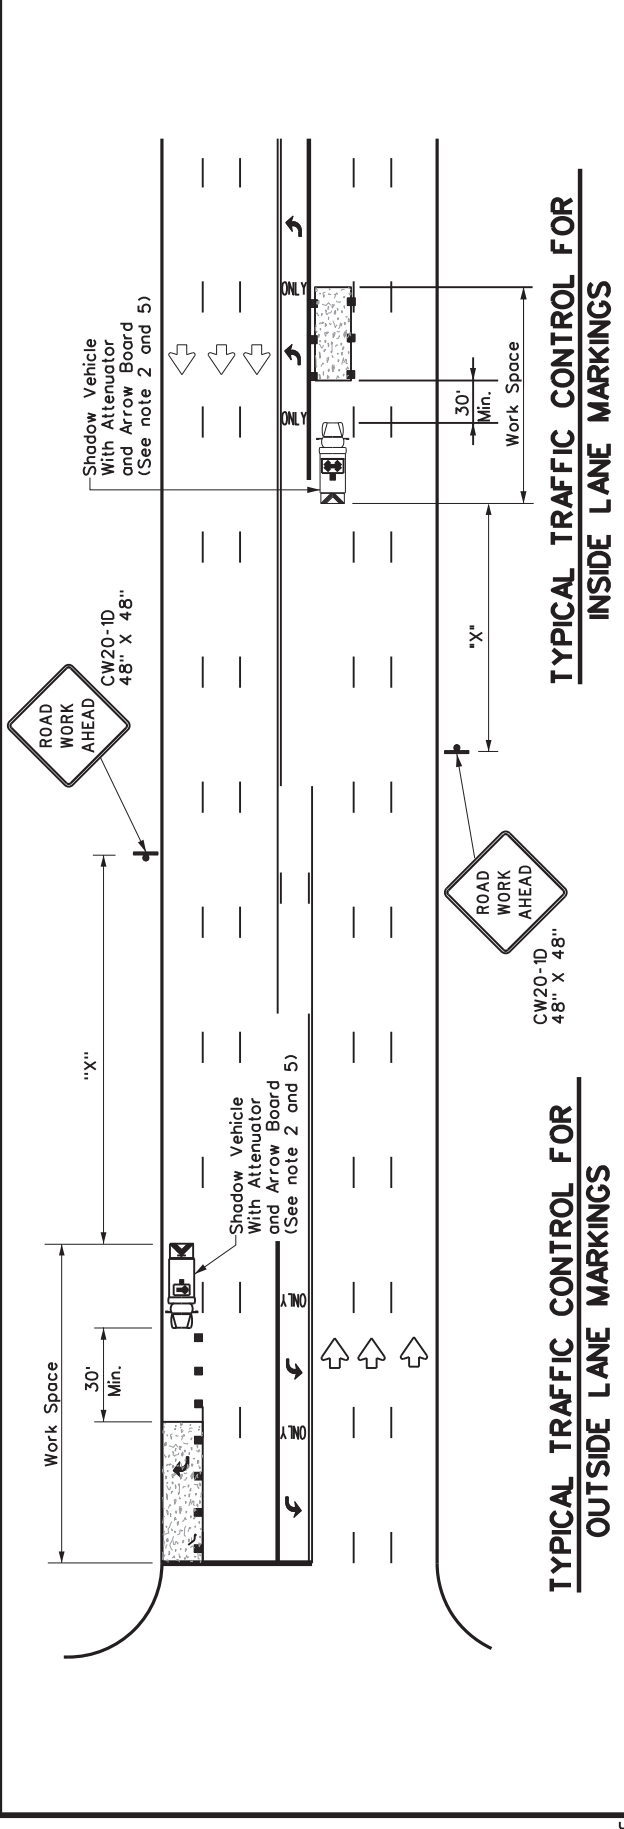 Work Space
30'
Min.
"X"
Shadow Vehicle
With Attenuator
and Arrow Board
(See note 2 and 5)
ONLY
ONLY
TYPICAL TRAFFIC CONTROL FOR
OUTSIDE LANE MARKINGS
ROAD
WORK
AHEAD
CW20-1D
48" X 48"
ROAD
WORK
AHEAD
CW20-1D
48" X 48"
Shadow Vehicle
With Attenuator
and Arrow Board
(See note 2 and 5)
ONLY
ONLY
"X"
30'
Min.
Work Space
TYPICAL TRAFFIC CONTROL FOR
INSIDE LANE MARKINGS